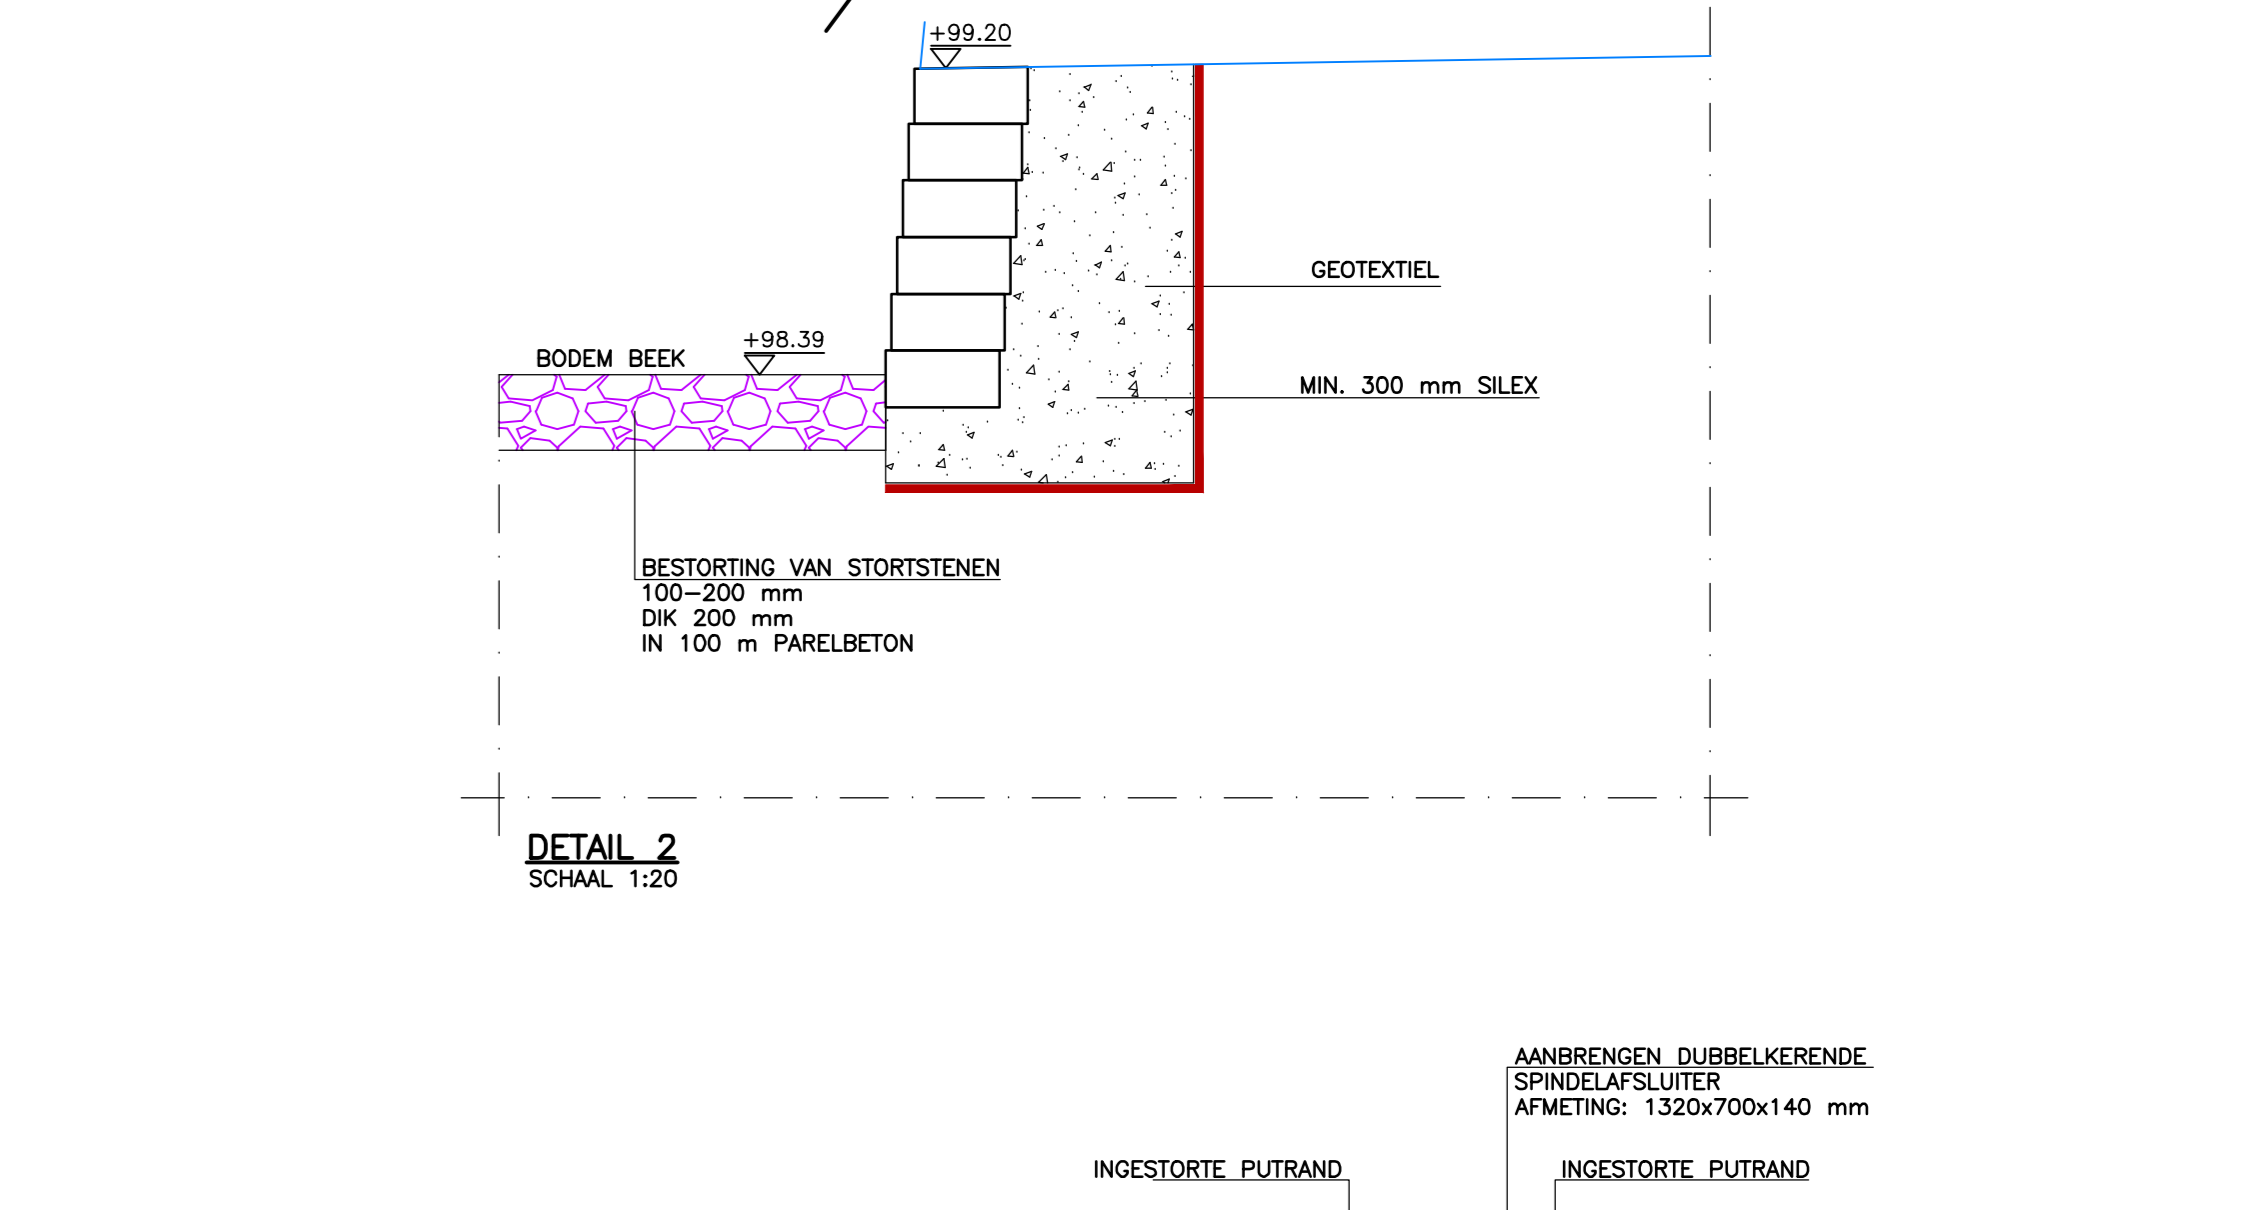 +99.20
GEOTEXTIEL
+98.39
BODEM BEEK
MIN. 300 mm SILEX
BESTORTING VAN STORTSTENEN
100-200 mm
DIK 200 mm
IN 100 m PARELBETON
DETAIL 2
SCHAAL 1:20
AANBRENGEN DUBBELKERENDE
SPINDELAFSLUITER
AFMETING: 1320x700x140 mm
INGESTORTE PUTRAND
INGESTORTE PUTRAND